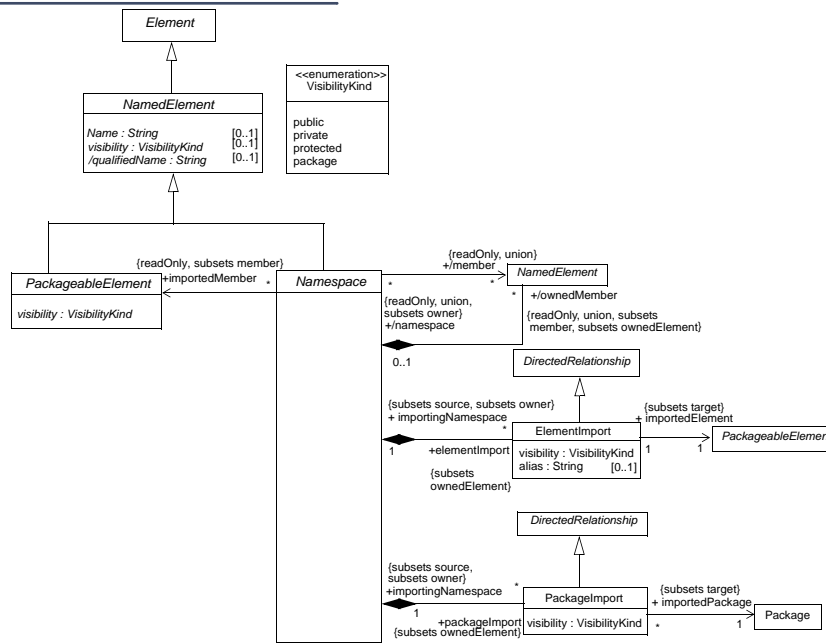 Element
NamedElement
Name : String [0..1]
visibility : VisibilityKind [0..1]
/qualifiedName : String [0..1]
<<enumeration>>
VisibilityKind
public
private
protected
package
{readOnly, subsets member}
+importedMember *
PackageableElement
visibility : VisibilityKind
Namespace
{readOnly, union}
+/member
* *
NamedElement
* +/ownedMember
{readOnly, union,
subsets owner}
+/namespace
{readOnly, union, subsets
member, subsets ownedElement}
0..1
DirectedRelationship
{subsets source, subsets owner}
+ importingNamespace
*
1
+elementImport
{subsets
ownedElement}
ElementImport
visibility : VisibilityKind
alias : String [0..1]
{subsets target}
+ importedElement
1 1
PackageableElemen
DirectedRelationship
{subsets source,
subsets owner}
+importingNamespace
*
1
+packageImport
{subsets ownedElement}
PackageImport
visibility : VisibilityKind
{subsets target}
+ importedPackage
* 1
Package